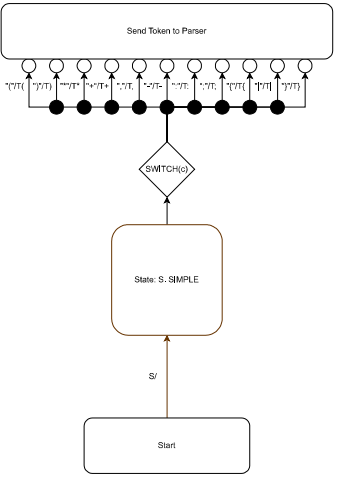 Send Token to Parser
"("/T( ")"/T) "*"/T* "+"/T+ ","/T, "-"/T- ":"/T: ";"/T; "{"/T{ "|"/T| "}"/T}
SWITCH(c)
State: S. SIMPLE
S/
Start